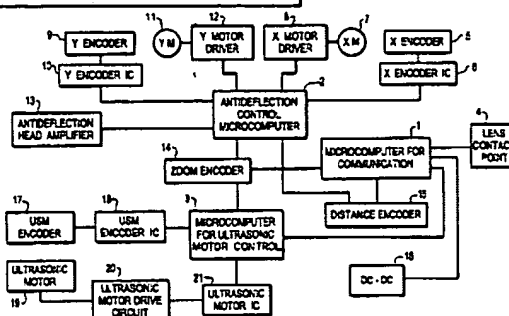 9
Y ENCODER
10
Y ENCODER IC
11
Y M
12
Y MOTOR
DRIVER
8
X MOTOR
DRIVER
7
X M
X ENCODER
5
X ENCODER IC
6
2
ANTIDEFLECTION
CONTROL
MICROCOMPUTER
13
ANTIDEFLECTION
HEAD AMPLIFIER
14
ZOOM ENCODER
1
MICROCOMPUTER FOR
COMMUNICATION
4
LENS
CONTACT
POINT
15
DISTANCE ENCODER
17
USM
ENCODER
18
USM
ENCODER IC
3
MICROCOMPUTER
FOR ULTRASONIC
MOTOR CONTROL
16
DC - DC
ULTRASONIC
MOTOR
19
20
ULTRASONIC
MOTOR DRIVE
CIRCUIT
21
ULTRASONIC
MOTOR IC